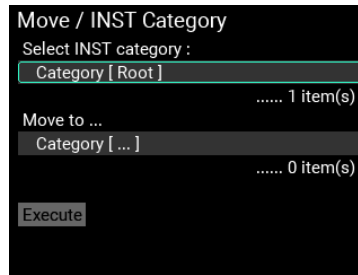 Move / INST Category
Select INST category :
Category [ Root ]
...... 1 item(s)
Move to ...
Category [ ... ]
...... 0 item(s)
Execute